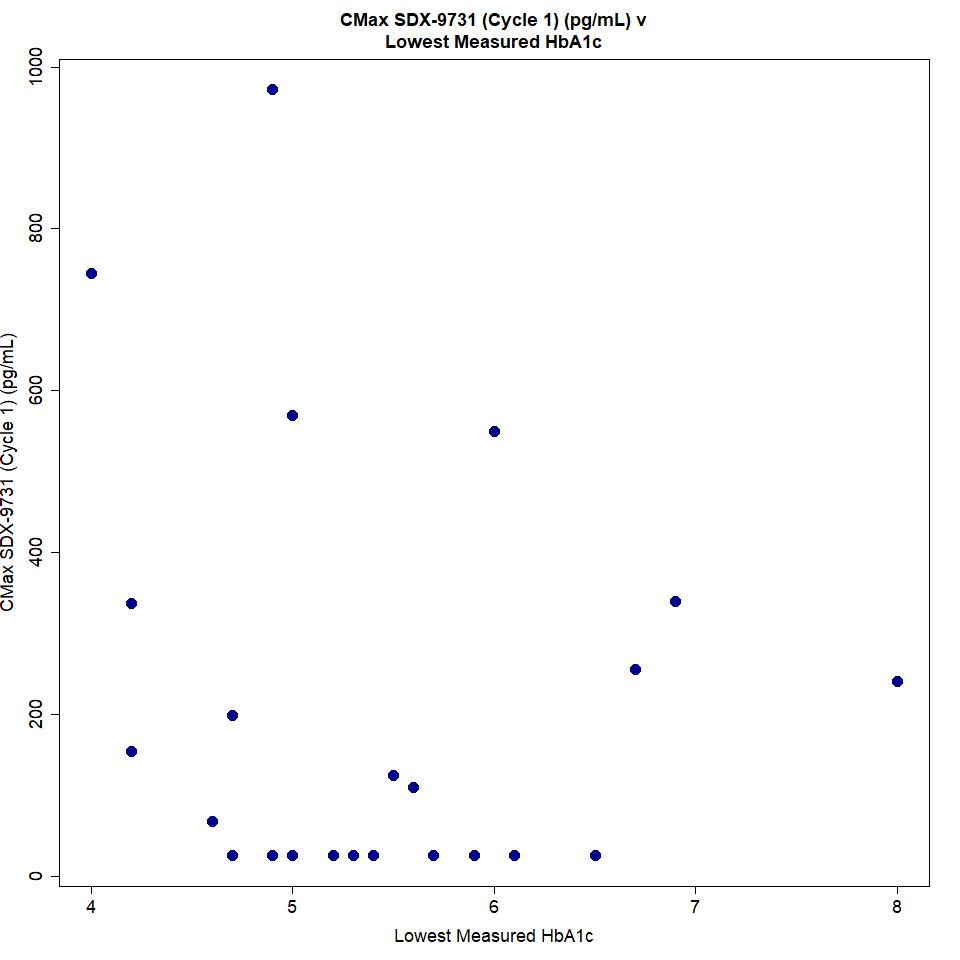 CMax SDX-9731 (Cycle 1) (pg/mL) v
Lowest Measured HbA1c
CMax SDX-9731 (Cycle 1) (pg/mL)
1000
800
600
400
200
0
4 5 6 7 8
Lowest Measured HbA1c